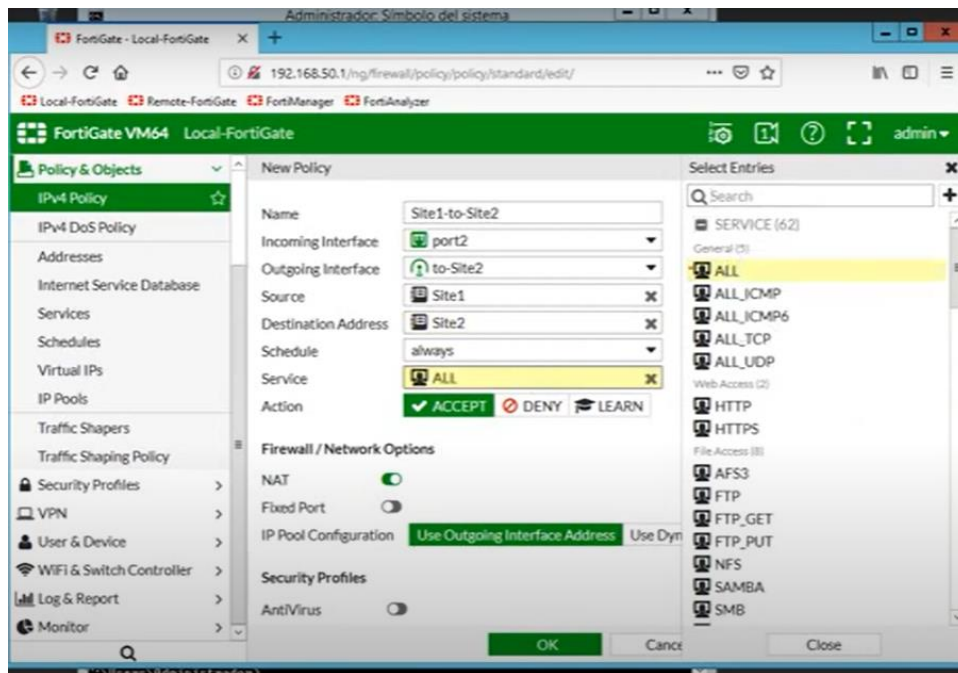 Administrador: Símbolo del sistema
FortiGate - Local-FortiGate
192.168.50.1/ng/firewall/policy/policy/standard/edit/
Local-FortiGate Remote-FortiGate FortiManager FortiAnalyzer
FortiGate VM64 Local-FortiGate
1
admin
Policy & Objects
IPv4 Policy
IPv4 DoS Policy
Addresses
Internet Service Database
Services
Schedules
Virtual IPs
IP Pools
Traffic Shapers
Traffic Shaping Policy
Security Profiles
VPN
User & Device
WiFi & Switch Controller
Log & Report
Monitor
New Policy
Name Site1-to-Site2
Incoming Interface port2
Outgoing Interface to-Site2
Source Site1
Destination Address Site2
Schedule always
Service ALL
Action ACCEPT DENY LEARN
Firewall / Network Options
NAT
Fixed Port
IP Pool Configuration Use Outgoing Interface Address Use Dyn
Security Profiles
AntiVirus
OK Cance
Select Entries
Search
SERVICE (62)
General (5)
ALL
ALL_ICMP
ALL_ICMP6
ALL_TCP
ALL_UDP
Web Access (2)
HTTP
HTTPS
File Access (8)
AFS3
FTP
FTP_GET
FTP_PUT
NFS
SAMBA
SMB
Close